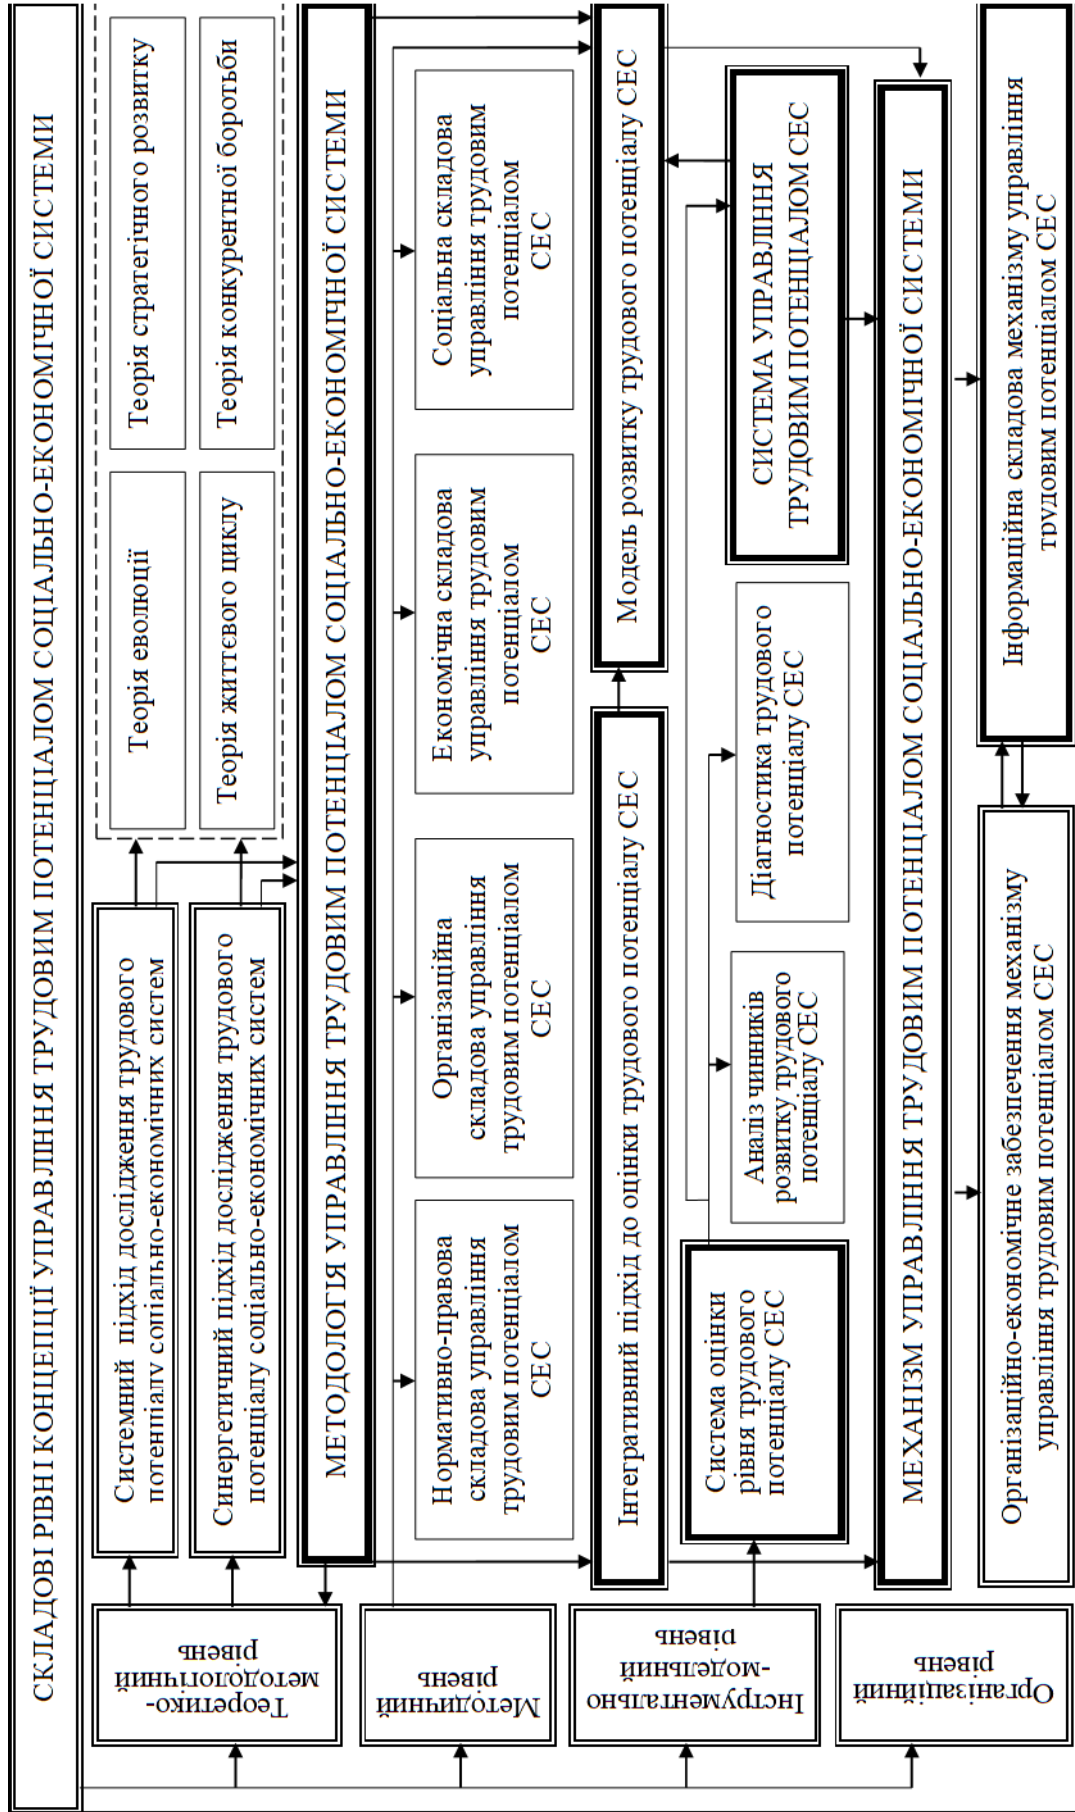 СКЛАДОВІ РІВНІ КОНЦЕПЦІЇ УПРАВЛІННЯ ТРУДОВИМ ПОТЕНЦІАЛОМ СОЦІАЛЬНО-ЕКОНОМІЧНОЇ СИСТЕМИ
Теоретико-
методологічний
рівень
Системний підхід дослідження трудового
потенціалу соціально-економічних систем
Синергетичний підхід дослідження трудового
потенціалу соціально-економічних систем
Теорія еволюції
Теорія стратегічного розвитку
Теорія життєвого циклу
Теорія конкурентної боротьби
МЕТОДОЛОГІЯ УПРАВЛІННЯ ТРУДОВИМ ПОТЕНЦІАЛОМ СОЦІАЛЬНО-ЕКОНОМІЧНОЇ СИСТЕМИ
Методичний
рівень
Нормативно-правова
складова управління
трудовим потенціалом
СЕС
Організаційна
складова управління
трудовим потенціалом
СЕС
Економічна складова
управління трудовим
потенціалом
СЕС
Соціальна складова
управління трудовим
потенціалом
СЕС
Інтегративний підхід до оцінки трудового потенціалу СЕС
Модель розвитку трудового потенціалу СЕС
Інструментально
-модельний
рівень
Система оцінки
рівня трудового
потенціалу СЕС
Аналіз чинників
розвитку трудового
потенціалу СЕС
Діагностика трудового
потенціалу СЕС
СИСТЕМА УПРАВЛІННЯ
ТРУДОВИМ ПОТЕНЦІАЛОМ СЕС
МЕХАНІЗМ УПРАВЛІННЯ ТРУДОВИМ ПОТЕНЦІАЛОМ СОЦІАЛЬНО-ЕКОНОМІЧНОЇ СИСТЕМИ
Організаційний
рівень
Організаційно-економічне забезпечення механізму
управління трудовим потенціалом СЕС
Інформаційна складова механізму управління
трудовим потенціалом СЕС